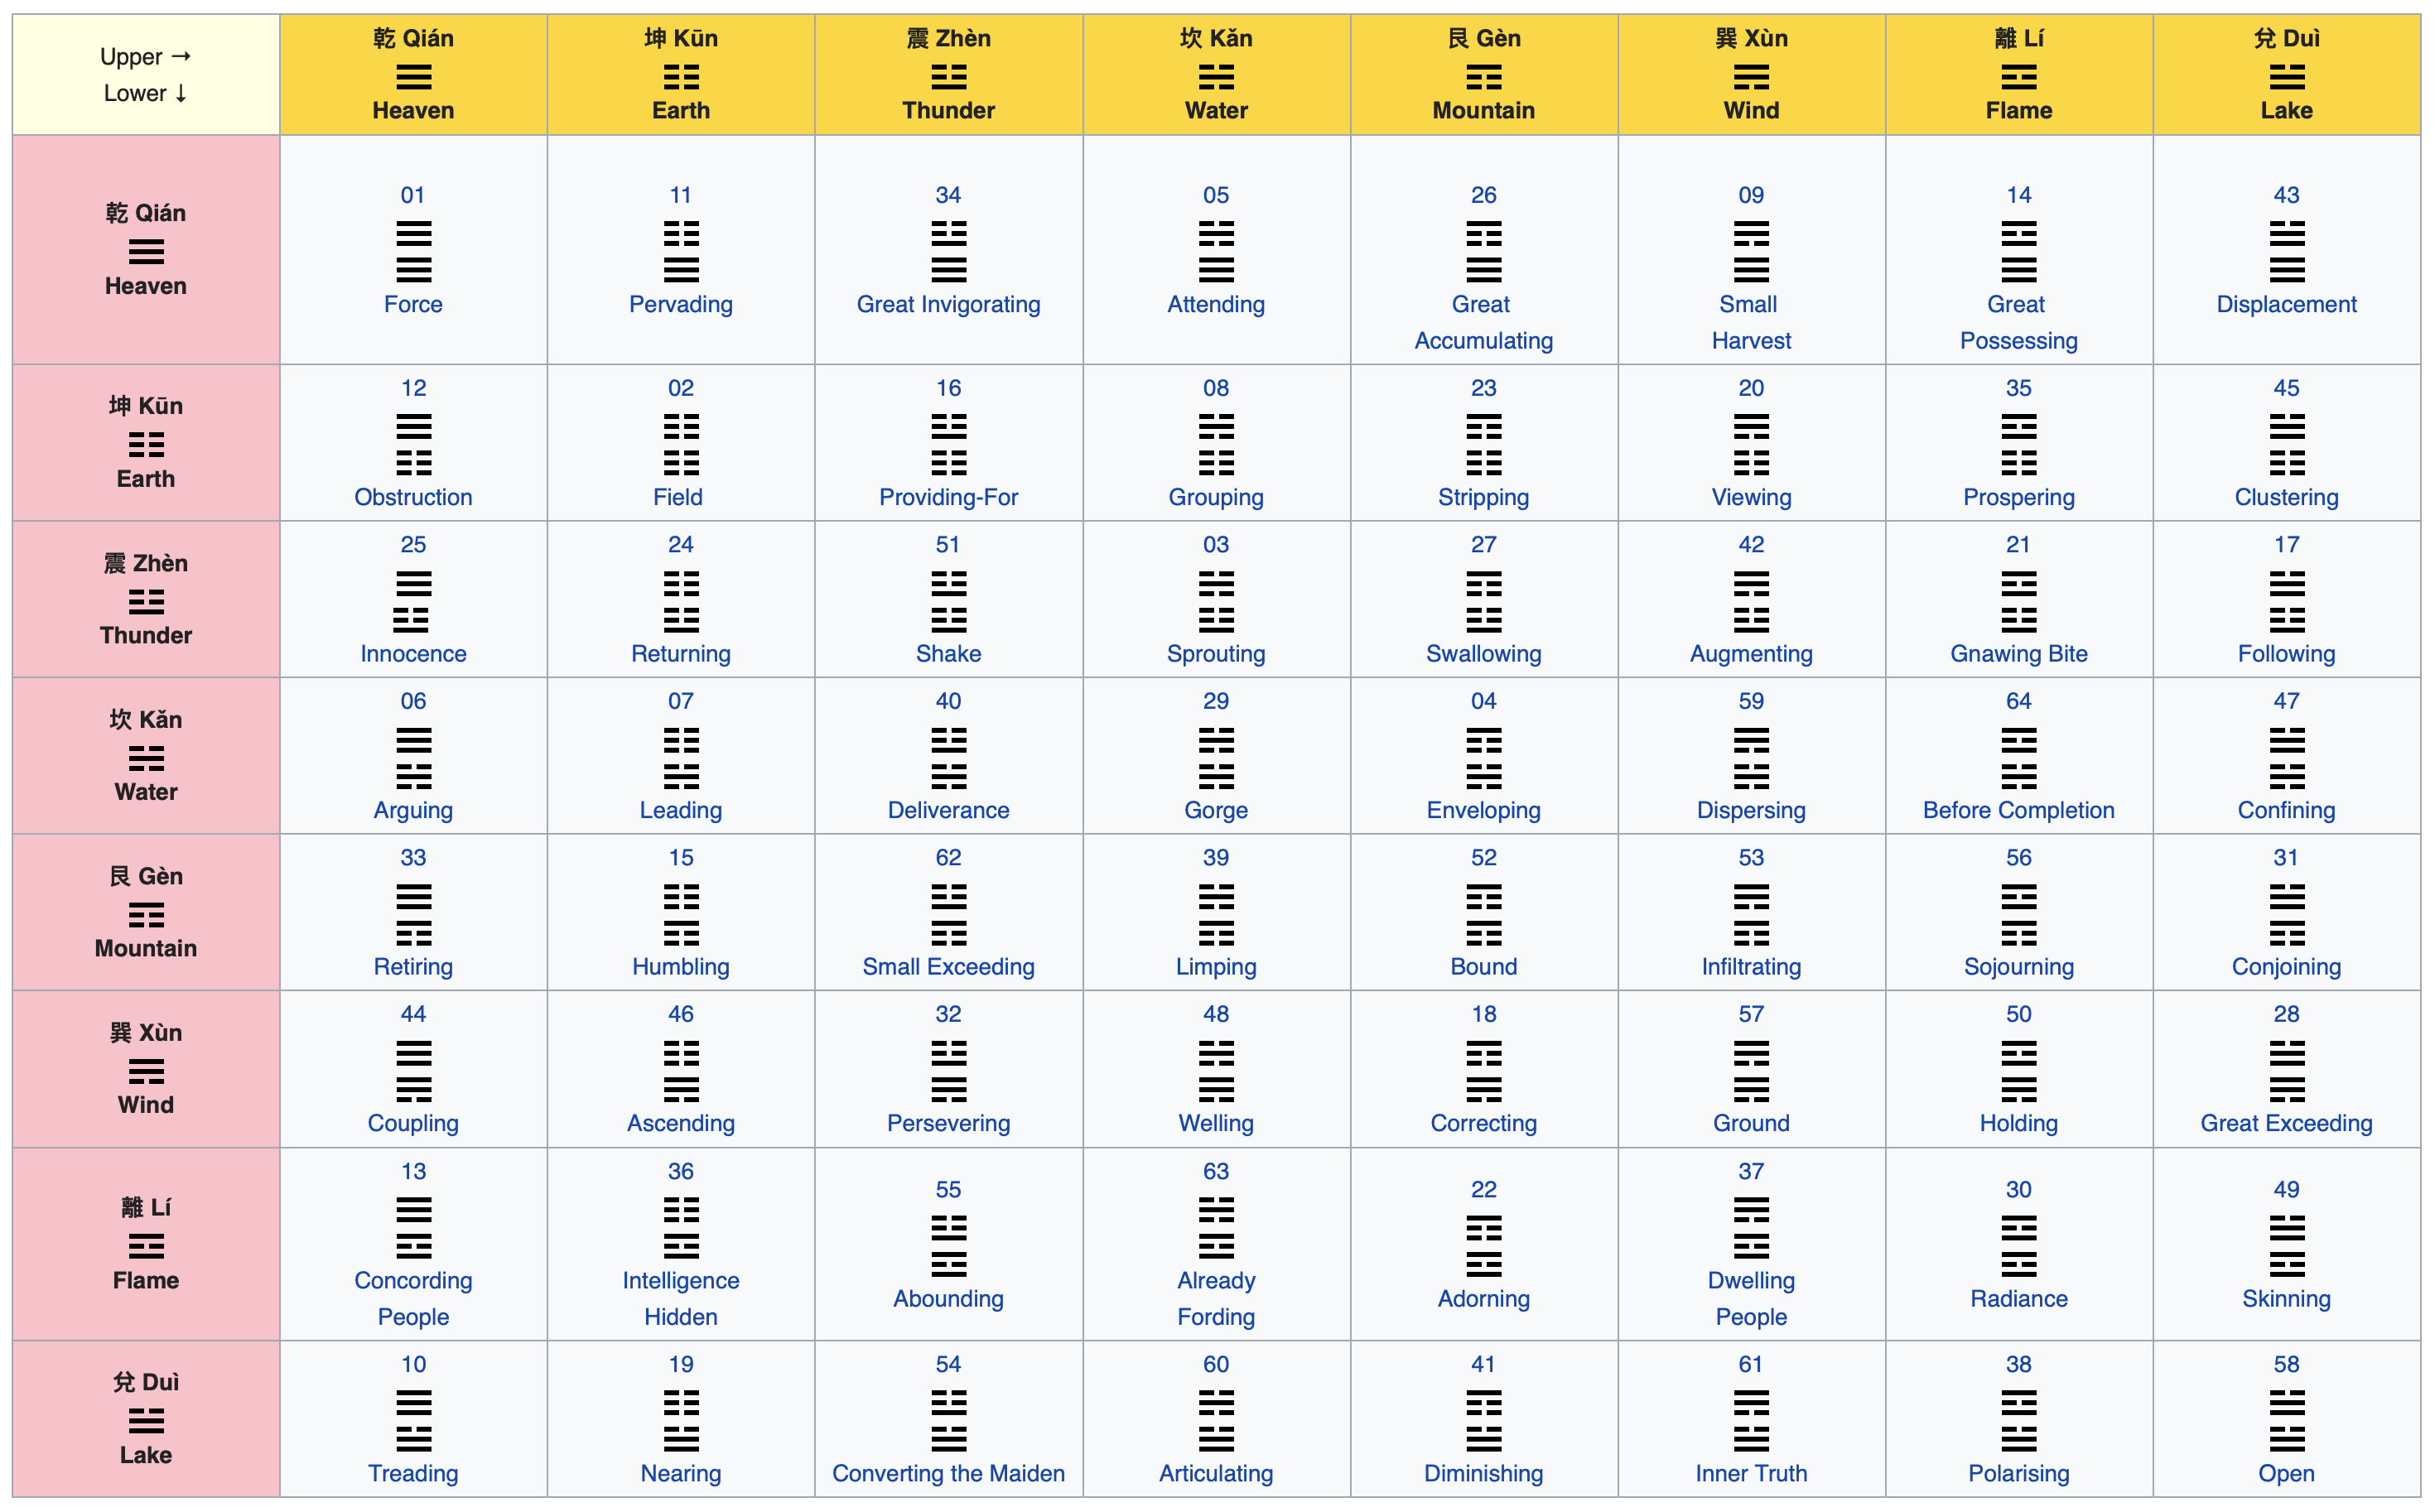 Upper →
Lower ↓
乾 Qián
☰
Heaven
坤 Kūn
☷
Earth
震 Zhèn
☳
Thunder
坎 Kǎn
☵
Water
艮 Gèn
☶
Mountain
巽 Xùn
☴
Wind
離 Lí
☲
Flame
兌 Duì
☱
Lake
乾 Qián
☰
Heaven
01
Force
11
Pervading
34
Great Invigorating
05
Attending
26
Great
Accumulating
09
Small
Harvest
14
Great
Possessing
43
Displacement
坤 Kūn
☷
Earth
12
Obstruction
02
Field
16
Providing-For
08
Grouping
23
Stripping
20
Viewing
35
Prospering
45
Clustering
震 Zhèn
☳
Thunder
25
Innocence
24
Returning
51
Shake
03
Sprouting
27
Swallowing
42
Augmenting
21
Gnawing Bite
17
Following
坎 Kǎn
☵
Water
06
Arguing
07
Leading
40
Deliverance
29
Gorge
04
Enveloping
59
Dispersing
64
Before Completion
47
Confining
艮 Gèn
☶
Mountain
33
Retiring
15
Humbling
62
Small Exceeding
39
Limping
52
Bound
53
Infiltrating
56
Sojourning
31
Conjoining
巽 Xùn
☴
Wind
44
Coupling
46
Ascending
32
Persevering
48
Welling
18
Correcting
57
Ground
50
Holding
28
Great Exceeding
離 Lí
☲
Flame
13
Concording
People
36
Intelligence
Hidden
55
Abounding
63
Already
Fording
22
Adorning
37
Dwelling
People
30
Radiance
49
Skinning
兌 Duì
☱
Lake
10
Treading
19
Nearing
54
Converting the Maiden
60
Articulating
41
Diminishing
61
Inner Truth
38
Polarising
58
Open